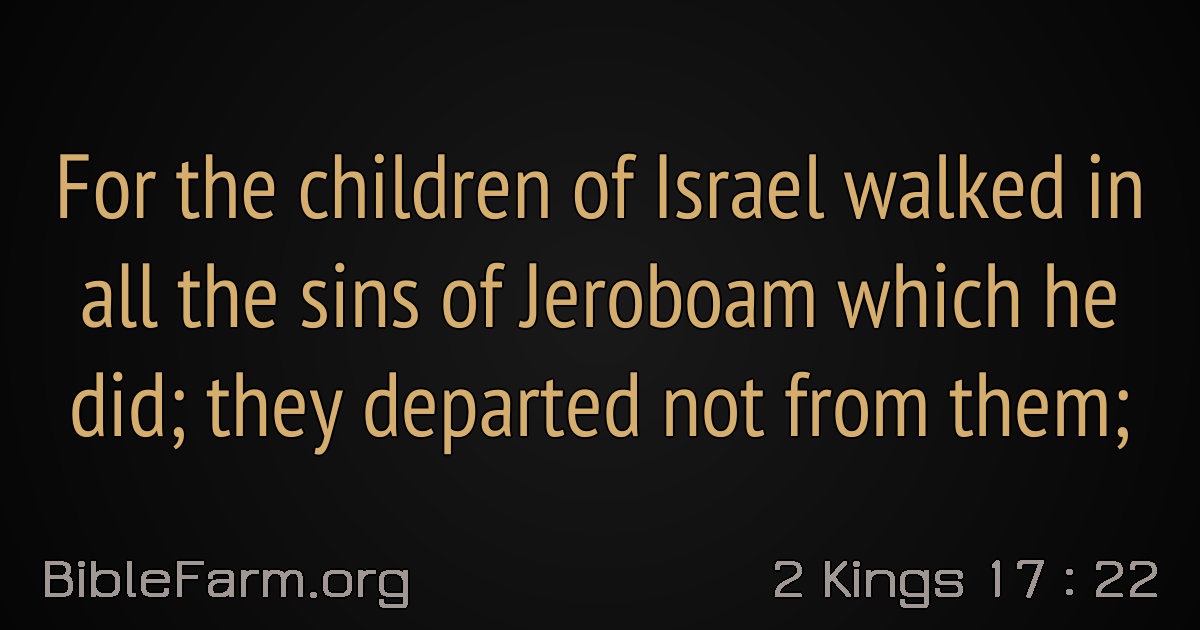 For the children of Israel walked in
all the sins of Jeroboam which he
did; they departed not from them;
BibleFarm.org
2 Kings 17 : 22